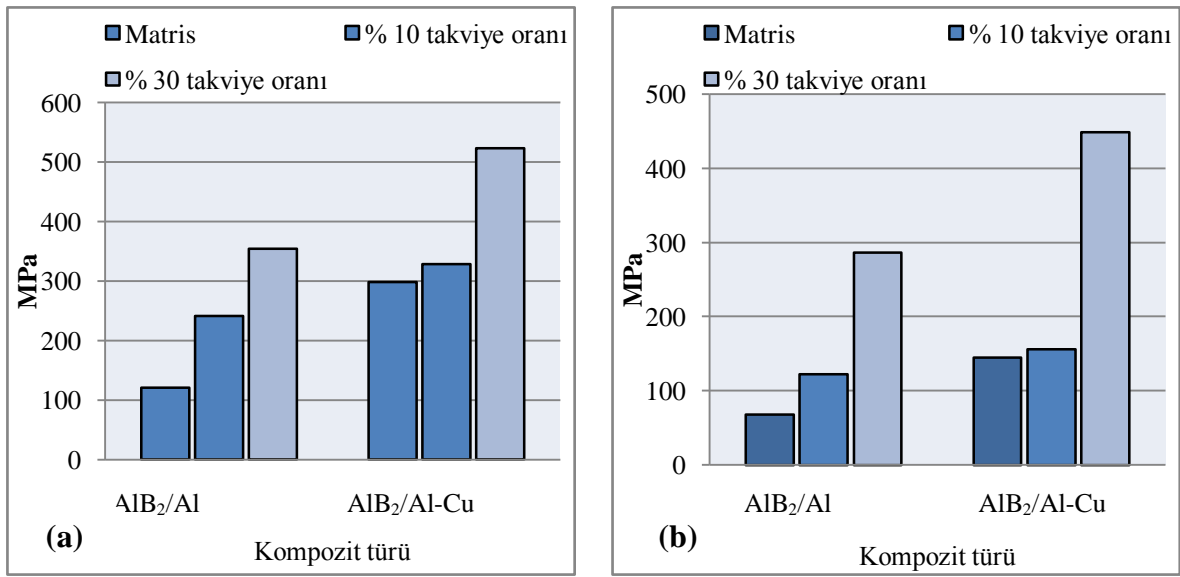 Matris % 10 takviye oranı
% 30 takviye oranı
600
500
400
300
200
100
0
MPa
AlB₂/Al AlB₂/Al-Cu
(a)
Kompozit türü
Matris % 10 takviye oranı
% 30 takviye oranı
500
400
300
200
100
0
MPa
AlB₂/Al AlB₂/Al-Cu
(b)
Kompozit türü